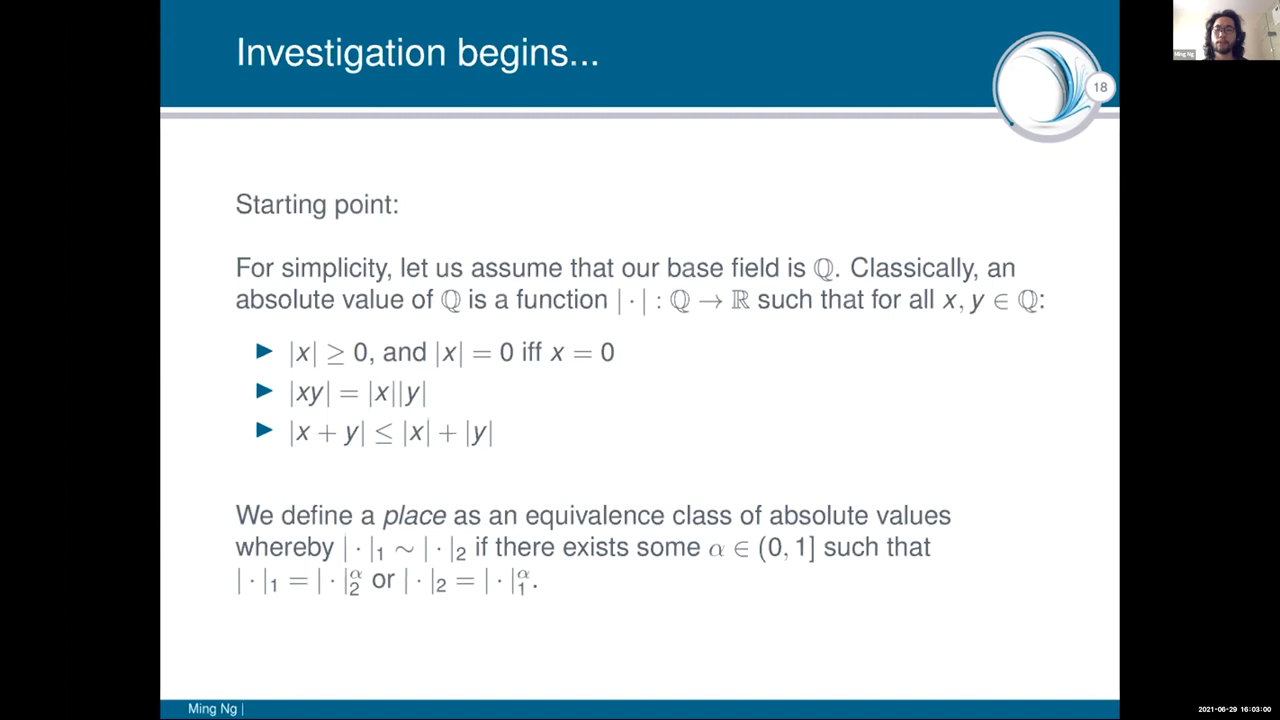 Investigation begins...
18
Ming Ng
Starting point:
For simplicity, let us assume that our base field is ℚ. Classically, an
absolute value of ℚ is a function | · | : ℚ → ℝ such that for all x, y ∈ ℚ:
▶ |x| ≥ 0, and |x| = 0 iff x = 0
▶ |xy| = |x||y|
▶ |x + y| ≤ |x| + |y|
We define a place as an equivalence class of absolute values
whereby | · |₁ ∼ | · |₂ if there exists some α ∈ (0, 1] such that
| · |₁ = | · |₂^α or | · |₂ = | · |₁^α.
Ming Ng |
2021-06-29 16:03:00